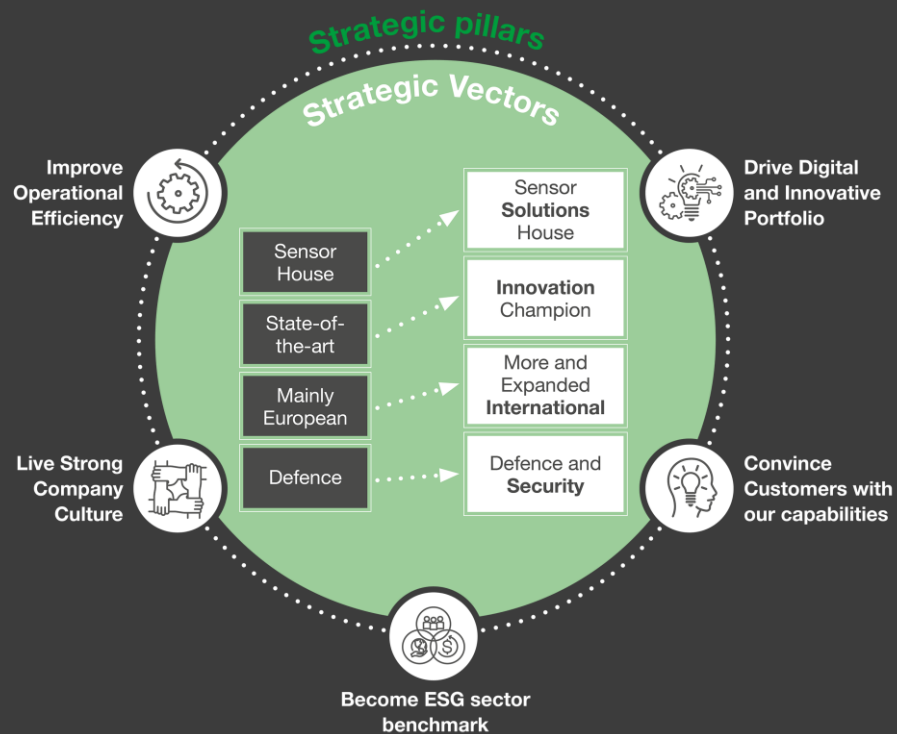 Strategic pillars
Strategic Vectors
Improve
Operational
Efficiency
Drive Digital
and Innovative
Portfolio
Sensor
House
Sensor
Solutions
House
State-of-
the-art
Innovation
Champion
Mainly
European
More and
Expanded
International
Defence
Defence and
Security
Live Strong
Company
Culture
Convince
Customers with
our capabilities
Become ESG sector
benchmark